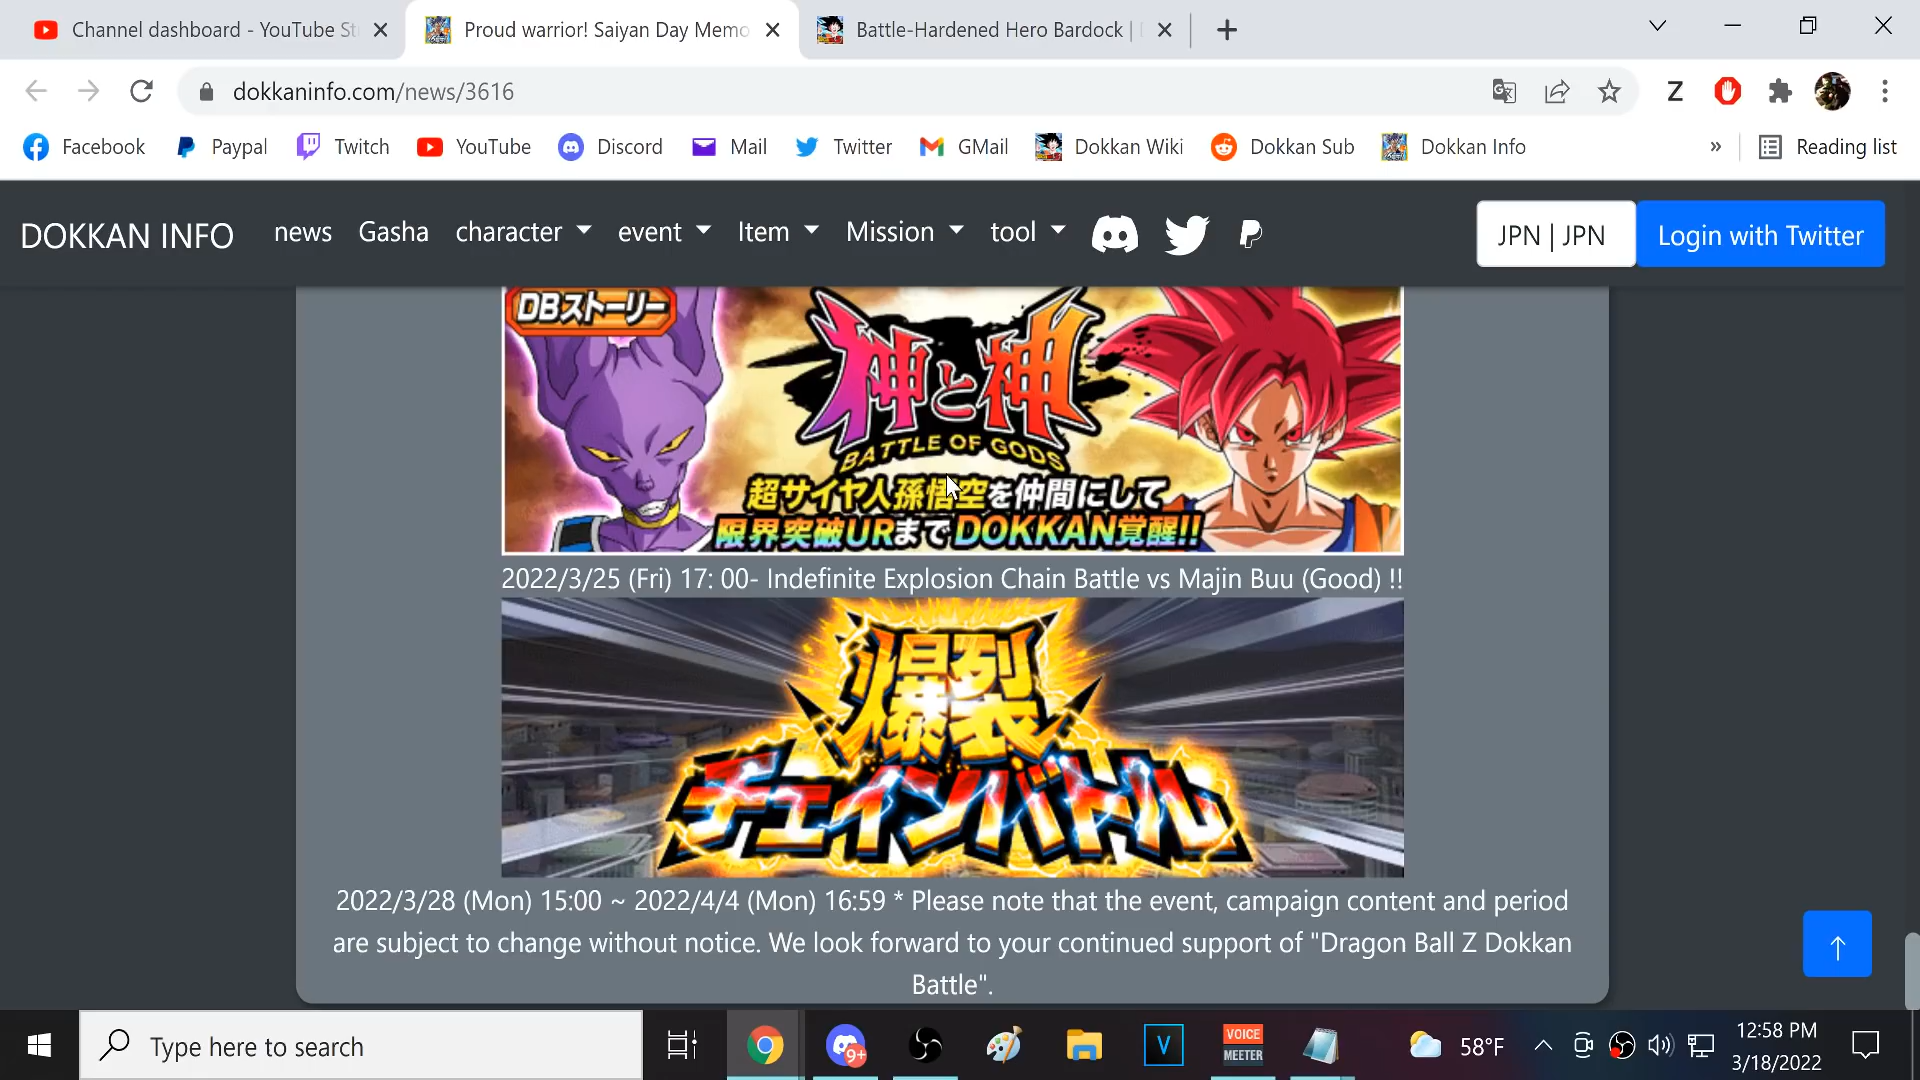 Channel dashboard - YouTube St
Proud warrior! Saiyan Day Memo
Battle-Hardened Hero Bardock |
dokkaninfo.com/news/3616
Z
Facebook Paypal Twitch YouTube Discord Mail Twitter GMail Dokkan Wiki Dokkan Sub Dokkan Info » Reading list
DOKKAN INFO news Gasha character event Item Mission tool JPN | JPN Login with Twitter
DBストーリー
神と神
BATTLE OF GODS
超サイヤ人孫悟空を仲間にして
限界突破URまでDOKKAN覚醒!!
2022/3/25 (Fri) 17: 00- Indefinite Explosion Chain Battle vs Majin Buu (Good) !!
爆裂
チェインバトル
2022/3/28 (Mon) 15:00 ~ 2022/4/4 (Mon) 16:59 * Please note that the event, campaign content and period
are subject to change without notice. We look forward to your continued support of "Dragon Ball Z Dokkan
Battle".
Type here to search
9+
V
VOICE
MEETER
58°F
12:58 PM
3/18/2022